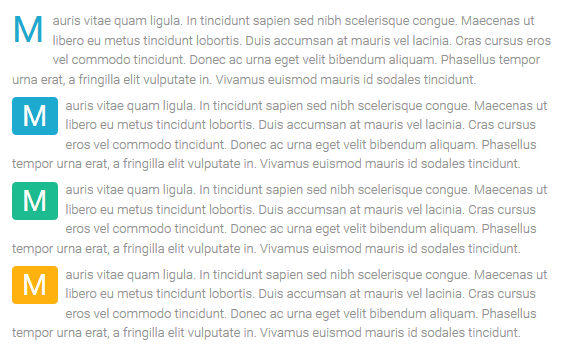 Mauris vitae quam ligula. In tincidunt sapien sed nibh scelerisque congue. Maecenas ut
libero eu metus tincidunt lobortis. Duis accumsan at mauris vel lacinia. Cras cursus eros
vel commodo tincidunt. Donec ac urna eget velit bibendum aliquam. Phasellus tempor
urna erat, a fringilla elit vulputate in. Vivamus euismod mauris id sodales tincidunt.
Mauris vitae quam ligula. In tincidunt sapien sed nibh scelerisque congue. Maecenas ut
libero eu metus tincidunt lobortis. Duis accumsan at mauris vel lacinia. Cras cursus
eros vel commodo tincidunt. Donec ac urna eget velit bibendum aliquam. Phasellus
tempor urna erat, a fringilla elit vulputate in. Vivamus euismod mauris id sodales tincidunt.
Mauris vitae quam ligula. In tincidunt sapien sed nibh scelerisque congue. Maecenas ut
libero eu metus tincidunt lobortis. Duis accumsan at mauris vel lacinia. Cras cursus
eros vel commodo tincidunt. Donec ac urna eget velit bibendum aliquam. Phasellus
tempor urna erat, a fringilla elit vulputate in. Vivamus euismod mauris id sodales tincidunt.
Mauris vitae quam ligula. In tincidunt sapien sed nibh scelerisque congue. Maecenas ut
libero eu metus tincidunt lobortis. Duis accumsan at mauris vel lacinia. Cras cursus
eros vel commodo tincidunt. Donec ac urna eget velit bibendum aliquam. Phasellus
tempor urna erat, a fringilla elit vulputate in. Vivamus euismod mauris id sodales tincidunt.